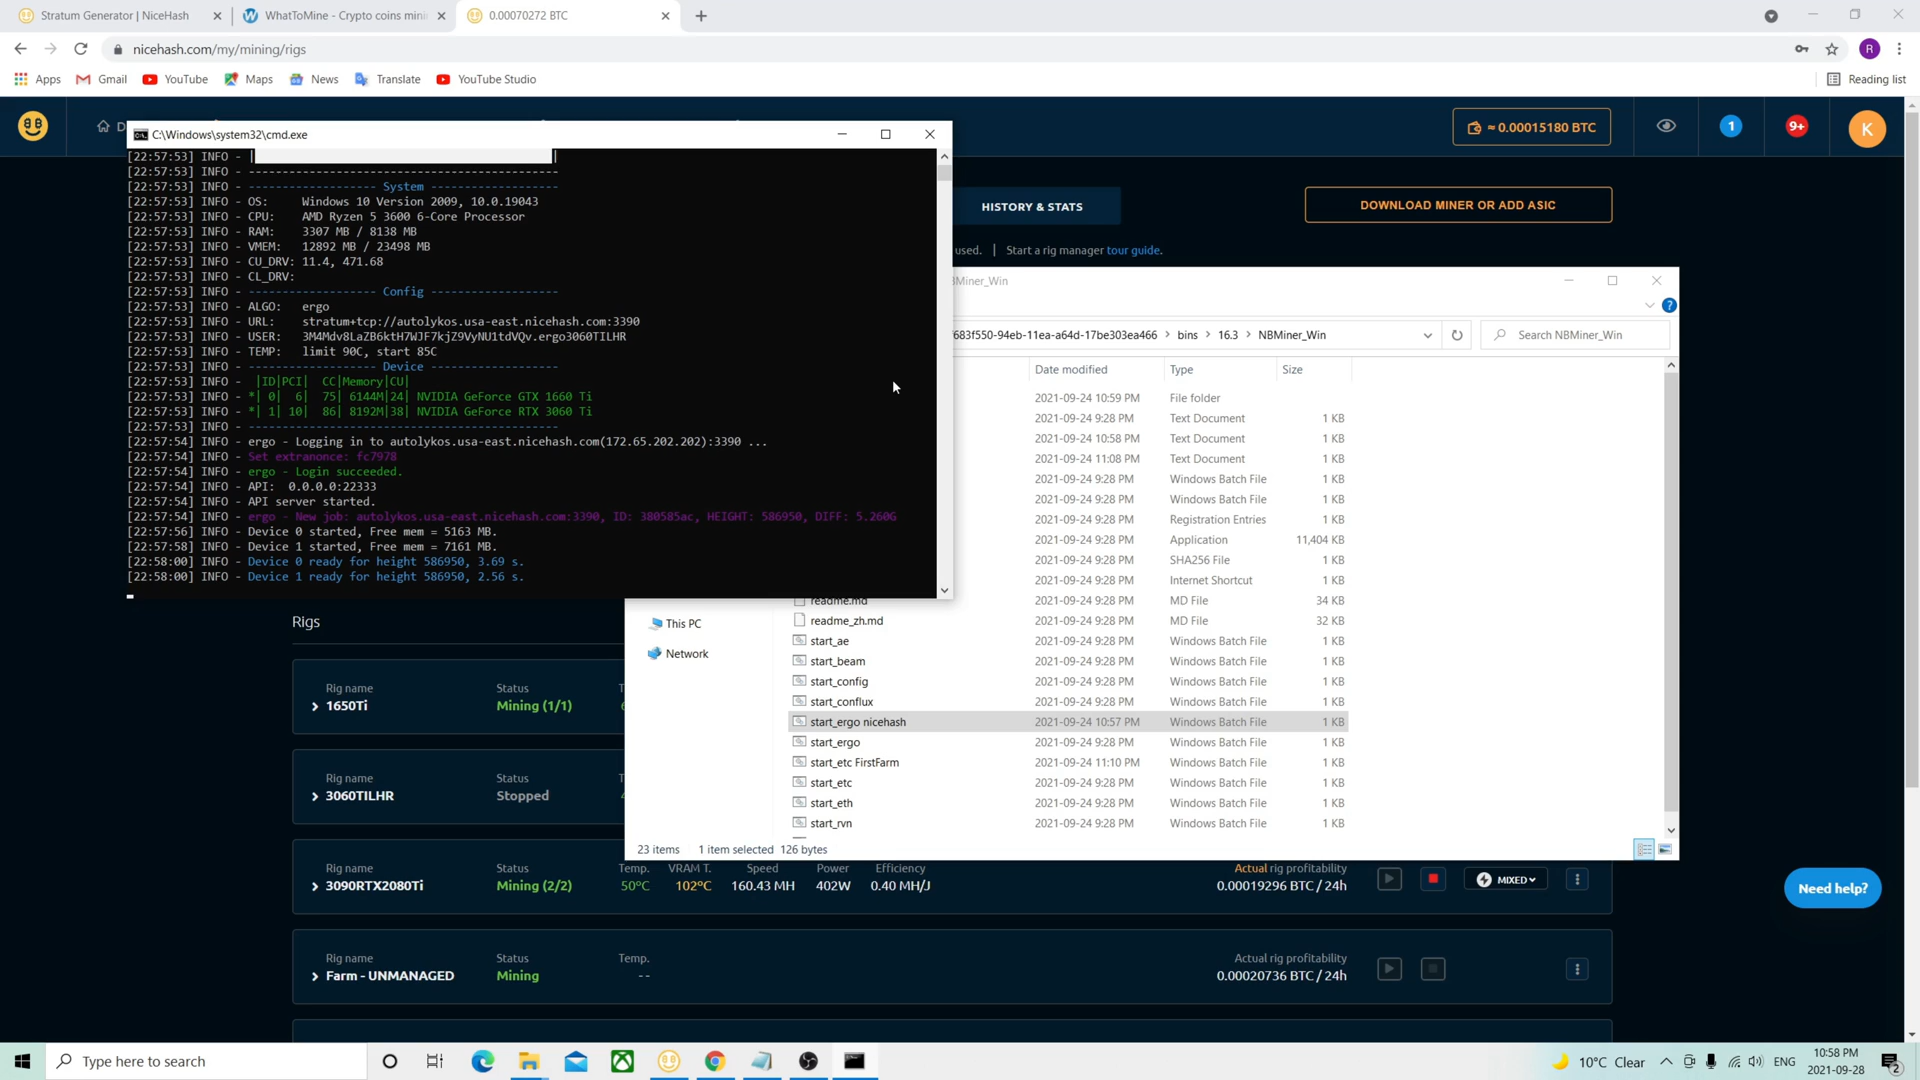 Stratum Generator | NiceHash
WhatToMine - Crypto coins mini
0.00070272 BTC
nicehash.com/my/mining/rigs
R
Apps
Gmail
YouTube
Maps
News
Translate
YouTube Studio
Reading list
D
≈ 0.00015180 BTC
1
9+
K
C:\Windows\system32\cmd.exe
[22:57:53] INFO - | |
[22:57:53] INFO - ----------------------------------------------
[22:57:53] INFO - ------------------- System -------------------
[22:57:53] INFO - OS: Windows 10 Version 2009, 10.0.19043
[22:57:53] INFO - CPU: AMD Ryzen 5 3600 6-Core Processor
[22:57:53] INFO - RAM: 3307 MB / 8138 MB
[22:57:53] INFO - VMEM: 12892 MB / 23498 MB
[22:57:53] INFO - CU_DRV: 11.4, 471.68
[22:57:53] INFO - CL_DRV:
[22:57:53] INFO - ------------------- Config -------------------
[22:57:53] INFO - ALGO: ergo
[22:57:53] INFO - URL: stratum+tcp://autolykos.usa-east.nicehash.com:3390
[22:57:53] INFO - USER: 3M4Mdv8LaZB6ktH7WJF7kjZ9VyNU1tdVQv.ergo3060TILHR
[22:57:53] INFO - TEMP: limit 90C, start 85C
[22:57:53] INFO - ------------------- Device -------------------
[22:57:53] INFO - |ID|PCI| CC|Memory|CU|
[22:57:53] INFO - *| 0| 6| 75| 6144M|24| NVIDIA GeForce GTX 1660 Ti
[22:57:53] INFO - *| 1| 10| 86| 8192M|38| NVIDIA GeForce RTX 3060 Ti
[22:57:53] INFO - ----------------------------------------------
[22:57:54] INFO - ergo - Logging in to autolykos.usa-east.nicehash.com(172.65.202.202):3390 ...
[22:57:54] INFO - Set extranonce: fc7978
[22:57:54] INFO - ergo - Login succeeded.
[22:57:54] INFO - API: 0.0.0.0:22333
[22:57:54] INFO - API server started.
[22:57:54] INFO - ergo - New job: autolykos.usa-east.nicehash.com:3390, ID: 380585ac, HEIGHT: 586950, DIFF: 5.260G
[22:57:56] INFO - Device 0 started, Free mem = 5163 MB.
[22:57:58] INFO - Device 1 started, Free mem = 7161 MB.
[22:58:00] INFO - Device 0 ready for height 586950, 3.69 s.
[22:58:00] INFO - Device 1 ready for height 586950, 2.56 s.
HISTORY & STATS
DOWNLOAD MINER OR ADD ASIC
used. | Start a rig manager tour guide.
BMiner_Win
683f550-94eb-11ea-a64d-17be303ea466 > bins > 16.3 > NBMiner_Win
Search NBMiner_Win
Date modified Type Size
2021-09-24 10:59 PM File folder
2021-09-24 9:28 PM Text Document 1 KB
2021-09-24 10:58 PM Text Document 1 KB
2021-09-24 11:08 PM Text Document 1 KB
2021-09-24 9:28 PM Windows Batch File 1 KB
2021-09-24 9:28 PM Windows Batch File 1 KB
2021-09-24 9:28 PM Registration Entries 1 KB
2021-09-24 9:28 PM Application 11,404 KB
2021-09-24 9:28 PM SHA256 File 1 KB
2021-09-24 9:28 PM Internet Shortcut 1 KB
readme.md 2021-09-24 9:28 PM MD File 34 KB
readme_zh.md 2021-09-24 9:28 PM MD File 32 KB
start_ae 2021-09-24 9:28 PM Windows Batch File 1 KB
start_beam 2021-09-24 9:28 PM Windows Batch File 1 KB
start_config 2021-09-24 9:28 PM Windows Batch File 1 KB
start_conflux 2021-09-24 9:28 PM Windows Batch File 1 KB
start_ergo nicehash 2021-09-24 10:57 PM Windows Batch File 1 KB
start_ergo 2021-09-24 9:28 PM Windows Batch File 1 KB
start_etc FirstFarm 2021-09-24 11:10 PM Windows Batch File 1 KB
start_etc 2021-09-24 9:28 PM Windows Batch File 1 KB
start_eth 2021-09-24 9:28 PM Windows Batch File 1 KB
start_rvn 2021-09-24 9:28 PM Windows Batch File 1 KB
This PC
Network
23 items 1 item selected 126 bytes
Rigs
Rig name Status T
1650Ti Mining (1/1) 6
Rig name Status T
3060TILHR Stopped 4
Rig name Status Temp. VRAM T. Speed Power Efficiency Actual rig profitability
3090RTX2080Ti Mining (2/2) 50ºC 102ºC 160.43 MH 402W 0.40 MH/J 0.00019296 BTC / 24h MIXED
Rig name Status Temp. Actual rig profitability
Farm - UNMANAGED Mining -- 0.00020736 BTC / 24h
Need help?
Type here to search
10°C Clear
ENG
10:58 PM
2021-09-28
2